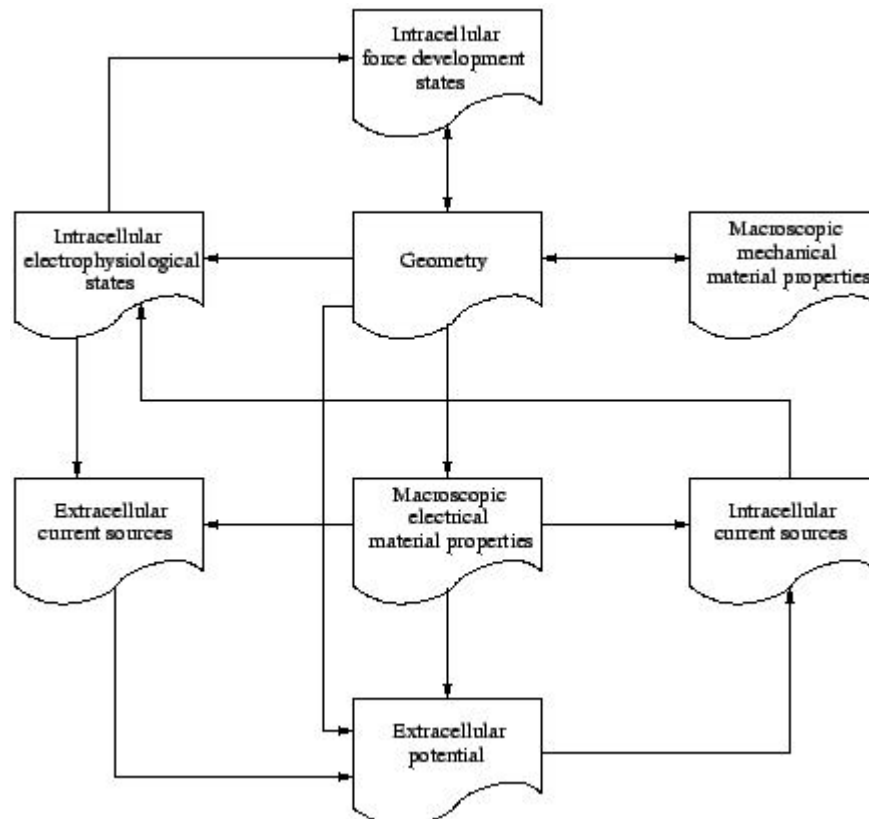 Intracellular
force development
states
Intracellular
electrophysiological
states
Geometry
Macroscopic
mechanical
material properties
Extracellular
current sources
Macroscopic
electrical
material properties
Intracellular
current sources
Extracellular
potential